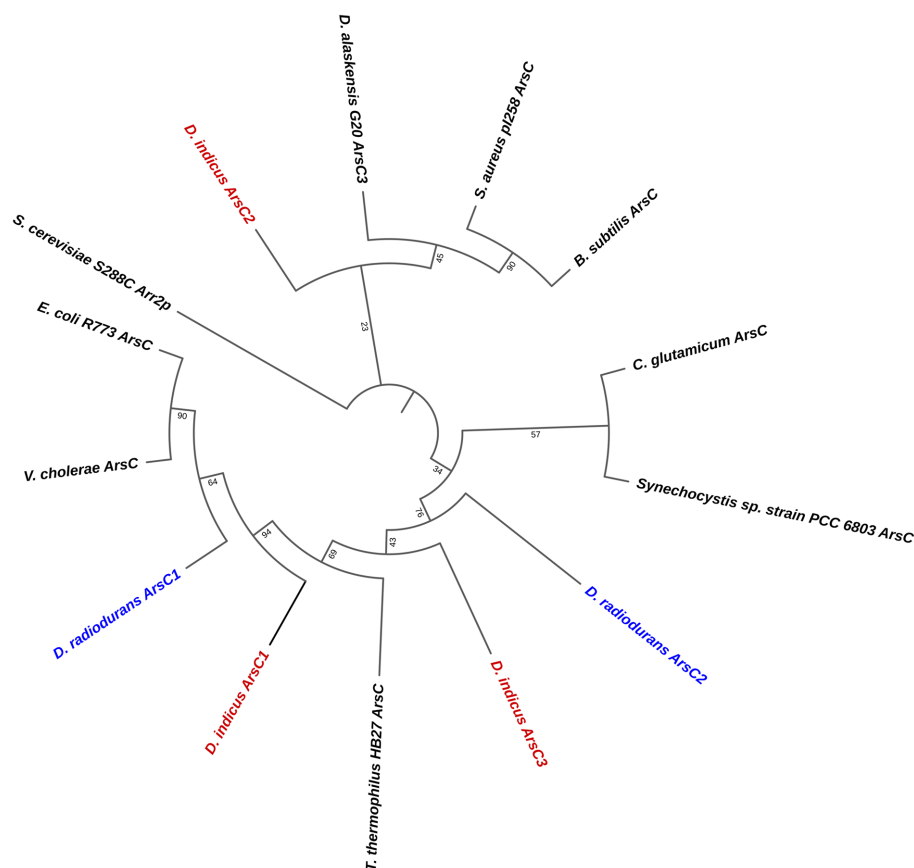 D. alaskensis G20 ArsC3
S. aureus pI258 ArsC
D. indicus ArsC2
B. subtilis ArsC
S. cerevisiae S288C Arr2p
E. coli R773 ArsC
C. glutamicum ArsC
V. cholerae ArsC
Synechocystis sp. strain PCC 6803 ArsC
D. radiodurans ArsC1
D. radiodurans ArsC2
D. indicus ArsC1
D. indicus ArsC3
T. thermophilus HB27 ArsC
45
90
23
90
57
34
64
76
94
43
69